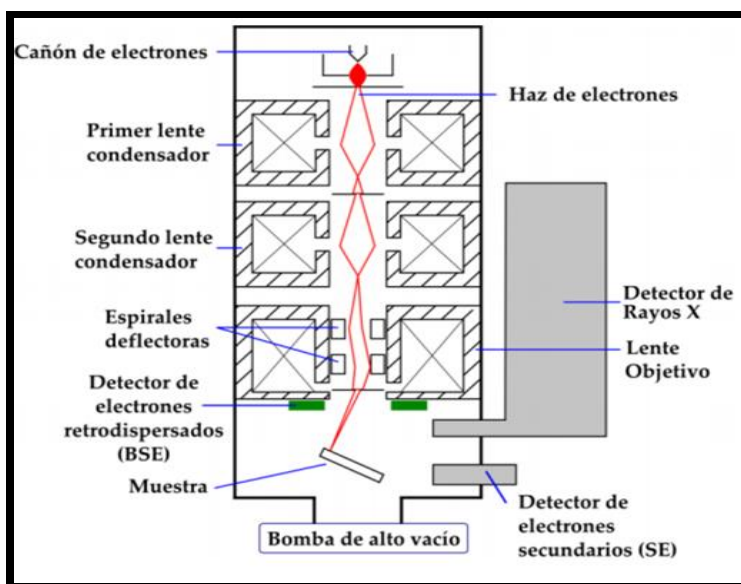 Cañón de electrones
Haz de electrones
Primer lente
condensador
Segundo lente
condensador
Espirales
deflectoras
Detector de
Rayos X
Lente
Objetivo
Detector de
electrones
retrodispersados
(BSE)
Muestra
Detector de
electrones
secundarios (SE)
Bomba de alto vacío